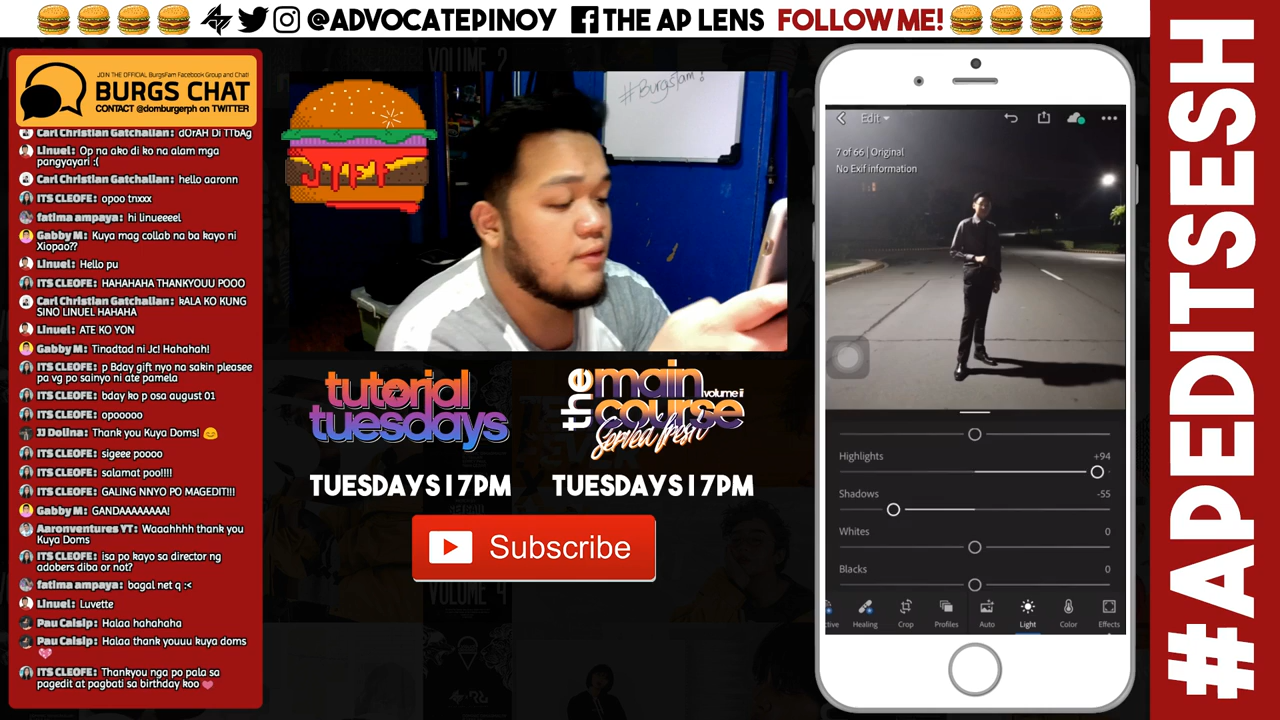 @ADVOCATEPINOY THE AP LENS FOLLOW ME!
JOIN THE OFFICIAL BurgsFam Facebook Group and Chat!
BURGS CHAT
CONTACT @domburgerph on TWITTER
Carl Christian Gatchalian: dOrAH Di TTbAg
Linuel: Op na ako di ko na alam mga
pangyayari :(
Carl Christian Gatchalian: hello aaronn
ITS CLEOFE: opoo tnxxx
fatima ampaya: hi linueeeel
Gabby M: Kuya mag collab na ba kayo ni
Xiopao??
Linuel: Hello pu
ITS CLEOFE: HAHAHAHA THANKYOUU POOO
Carl Christian Gatchalian: kALA KO KUNG
SINO LINUEL HAHAHA
Linuel: ATE KO YON
Gabby M: Tinadtad ni Jc! Hahahah!
ITS CLEOFE: p Bday gift nyo na sakin pleasee
pa vg po sainyo ni ate pamela
ITS CLEOFE: bday ko p osa august 01
ITS CLEOFE: opooooo
JJ Dolina: Thank you Kuya Doms! 😊
ITS CLEOFE: sigeee poooo
ITS CLEOFE: salamat poo!!!!
ITS CLEOFE: GALING NNYO PO MAGEDIT!!!
Gabby M: GANDAAAAAAA!
Aaronventures YT: Waaahhhh thank you
Kuya Doms
ITS CLEOFE: isa po kayo sa director ng
adobers diba or not?
fatima ampaya: bagal net q :<
Linuel: Luvette
Pau Calsip: Halaa hahahaha
Pau Calsip: Halaa thank youuu kuya doms
💖
ITS CLEOFE: Thankyou nga po pala sa
pagedit at pagbati sa birthday koo ❤
#Burgsfam!
tutorial
tuesdays
TUESDAYS | 7PM
the main course volume ii
Served fresh
TUESDAYS | 7PM
Subscribe
Edit
7 of 66 | Original
No Exif information
Highlights +94
Shadows -55
Whites 0
Blacks 0
Healing Crop Profiles Auto Light Color Effects
#APEDITSESH